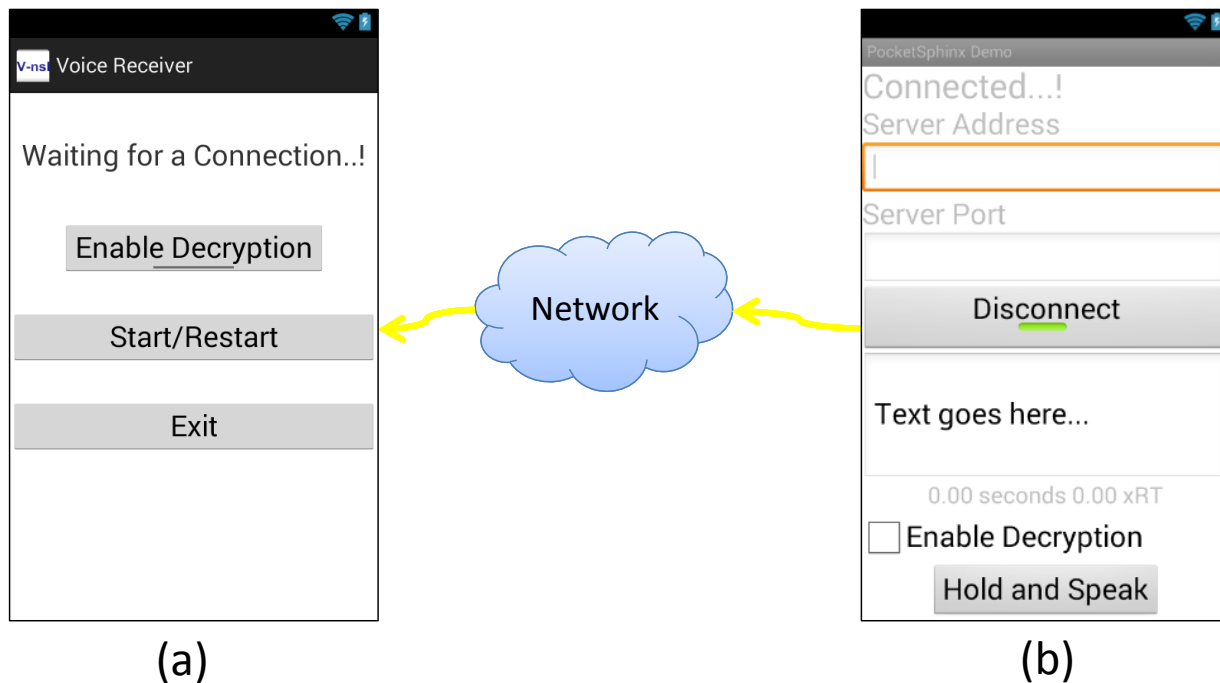 V-nsl Voice Receiver
Waiting for a Connection..!
Enable Decryption
Start/Restart
Exit
(a)
Network
PocketSphinx Demo
Connected...!
Server Address
Server Port
Disconnect
Text goes here...
0.00 seconds 0.00 xRT
Enable Decryption
Hold and Speak
(b)